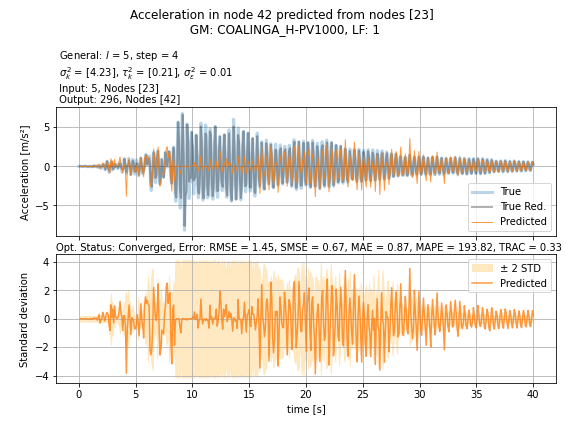 Acceleration in node 42 predicted from nodes [23]
GM: COALINGA_H-PV1000, LF: 1
General: l = 5, step = 4
σ²ₖ = [4.23], τ²ₖ = [0.21], σ²_ε = 0.01
Input: 5, Nodes [23]
Output: 296, Nodes [42]
5
0
−5
Acceleration [m/s²]
True
True Red.
Predicted
Opt. Status: Converged, Error: RMSE = 1.45, SMSE = 0.67, MAE = 0.87, MAPE = 193.82, TRAC = 0.33
4
2
0
−2
−4
Standard deviation
± 2 STD
Predicted
0 5 10 15 20 25 30 35 40
time [s]